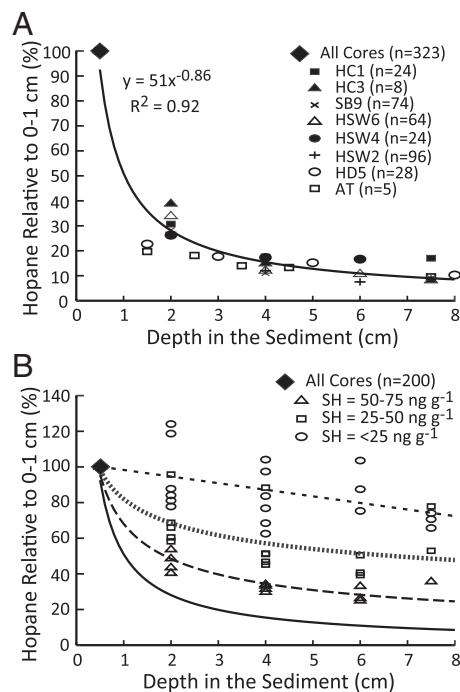 A
Hopane Relative to 0-1 cm (%)
100
90
80
70
60
50
40
30
20
10
0
y = 51x-0.86
R2 = 0.92
All Cores (n=323)
HC1 (n=24)
HC3 (n=8)
SB9 (n=74)
HSW6 (n=64)
HSW4 (n=24)
HSW2 (n=96)
HD5 (n=28)
AT (n=5)
0 1 2 3 4 5 6 7 8
Depth in the Sediment (cm)
B
Hopane Relative to 0-1 cm (%)
140
120
100
80
60
40
20
0
All Cores (n=200)
SH = 50-75 ng g-1
SH = 25-50 ng g-1
SH = <25 ng g-1
0 1 2 3 4 5 6 7 8
Depth in the Sediment (cm)